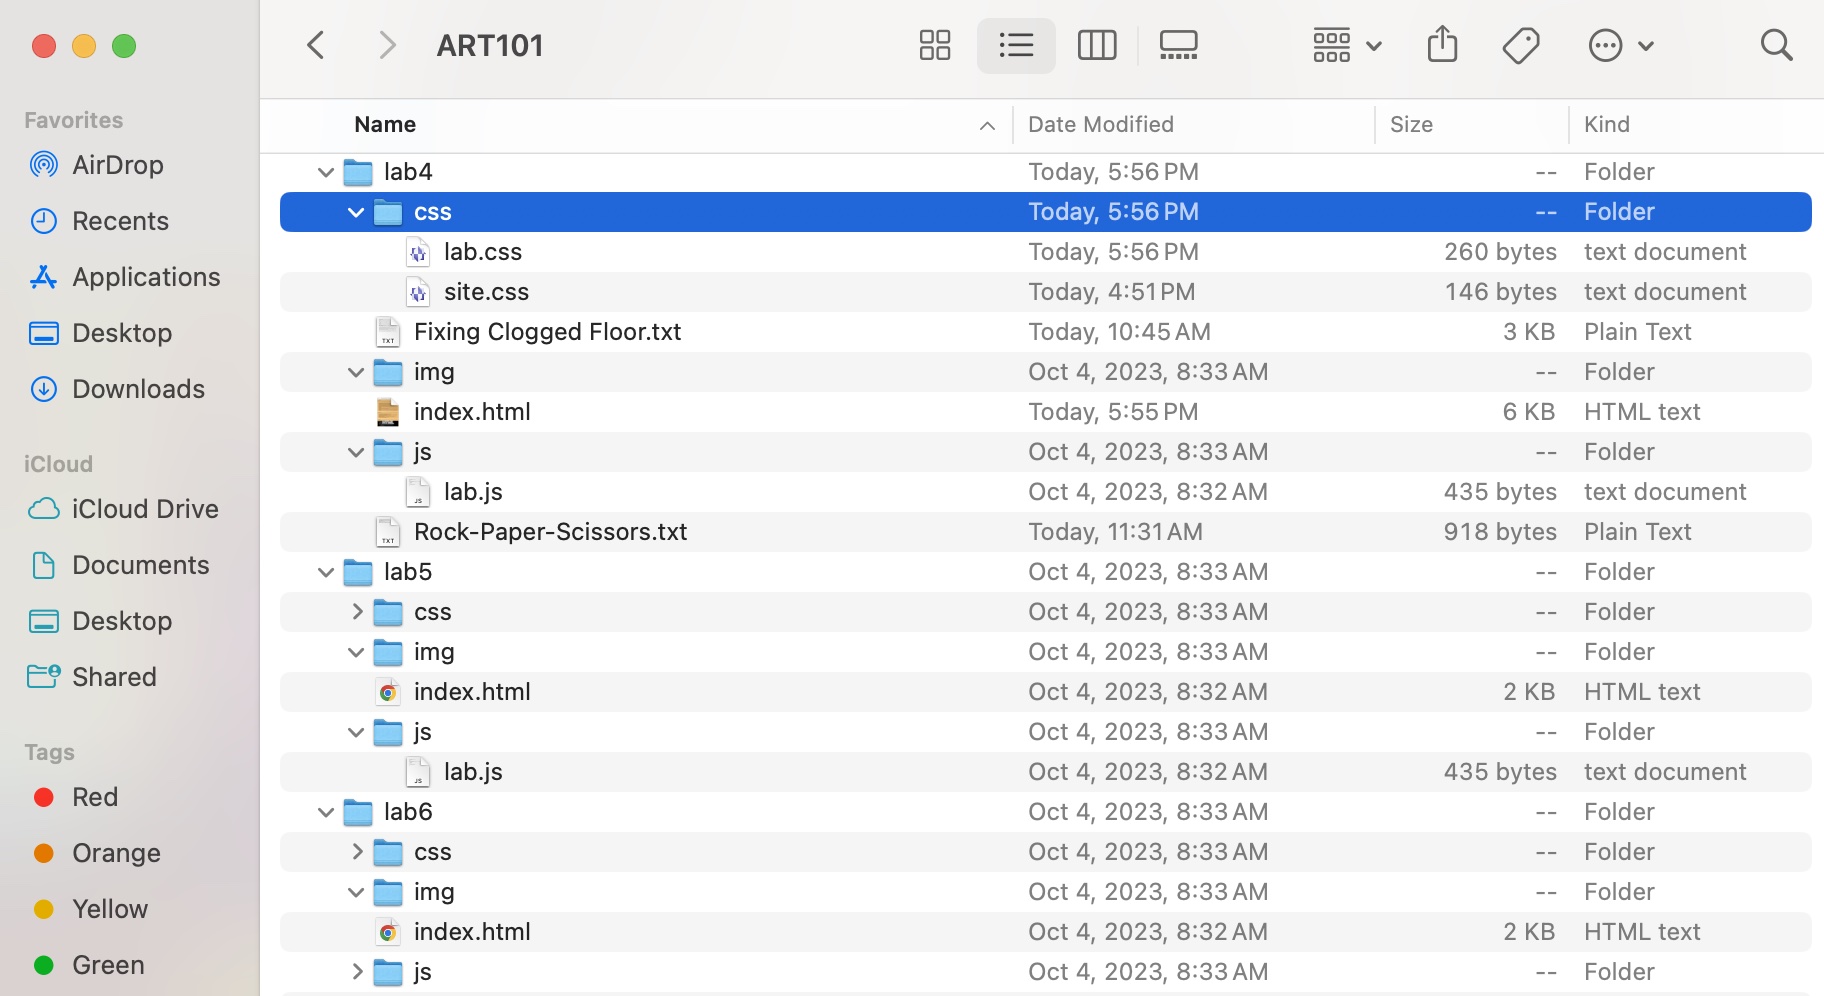 ART101
Favorites
AirDrop
Recents
Applications
Desktop
Downloads
iCloud
iCloud Drive
Documents
Desktop
Shared
Tags
Red
Orange
Yellow
Green
Name Date Modified Size Kind
lab4 Today, 5:56 PM -- Folder
css Today, 5:56 PM -- Folder
lab.css Today, 5:56 PM 260 bytes text document
site.css Today, 4:51 PM 146 bytes text document
TXT Fixing Clogged Floor.txt Today, 10:45 AM 3 KB Plain Text
img Oct 4, 2023, 8:33 AM -- Folder
index.html Today, 5:55 PM 6 KB HTML text
js Oct 4, 2023, 8:33 AM -- Folder
JS lab.js Oct 4, 2023, 8:32 AM 435 bytes text document
TXT Rock-Paper-Scissors.txt Today, 11:31 AM 918 bytes Plain Text
lab5 Oct 4, 2023, 8:33 AM -- Folder
css Oct 4, 2023, 8:33 AM -- Folder
img Oct 4, 2023, 8:33 AM -- Folder
index.html Oct 4, 2023, 8:32 AM 2 KB HTML text
js Oct 4, 2023, 8:33 AM -- Folder
JS lab.js Oct 4, 2023, 8:32 AM 435 bytes text document
lab6 Oct 4, 2023, 8:33 AM -- Folder
css Oct 4, 2023, 8:33 AM -- Folder
img Oct 4, 2023, 8:33 AM -- Folder
index.html Oct 4, 2023, 8:32 AM 2 KB HTML text
js Oct 4, 2023, 8:33 AM -- Folder